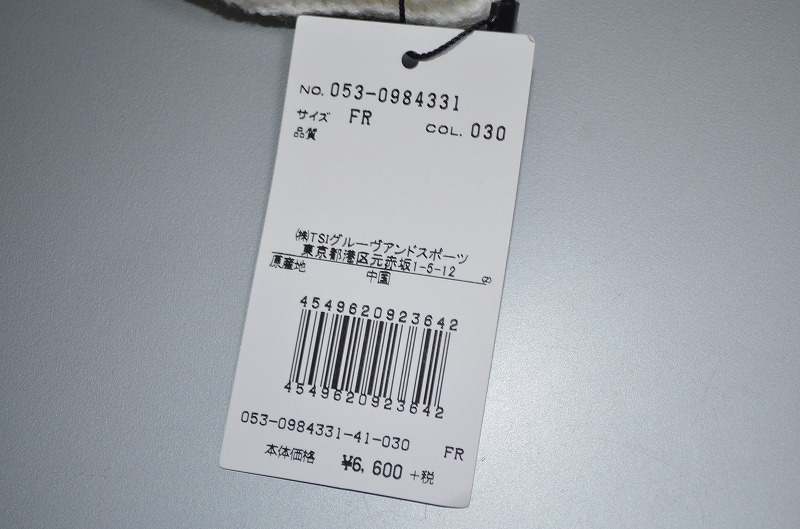 NO. 053-0984331
サイズ FR COL. 030
品質
㈱TSIグルーヴアンドスポーツ
東京都港区元赤坂1-5-12
原産地 中国
4549620923642
4549620923642
053-0984331-41-030 FR
本体価格 ¥6,600 +税